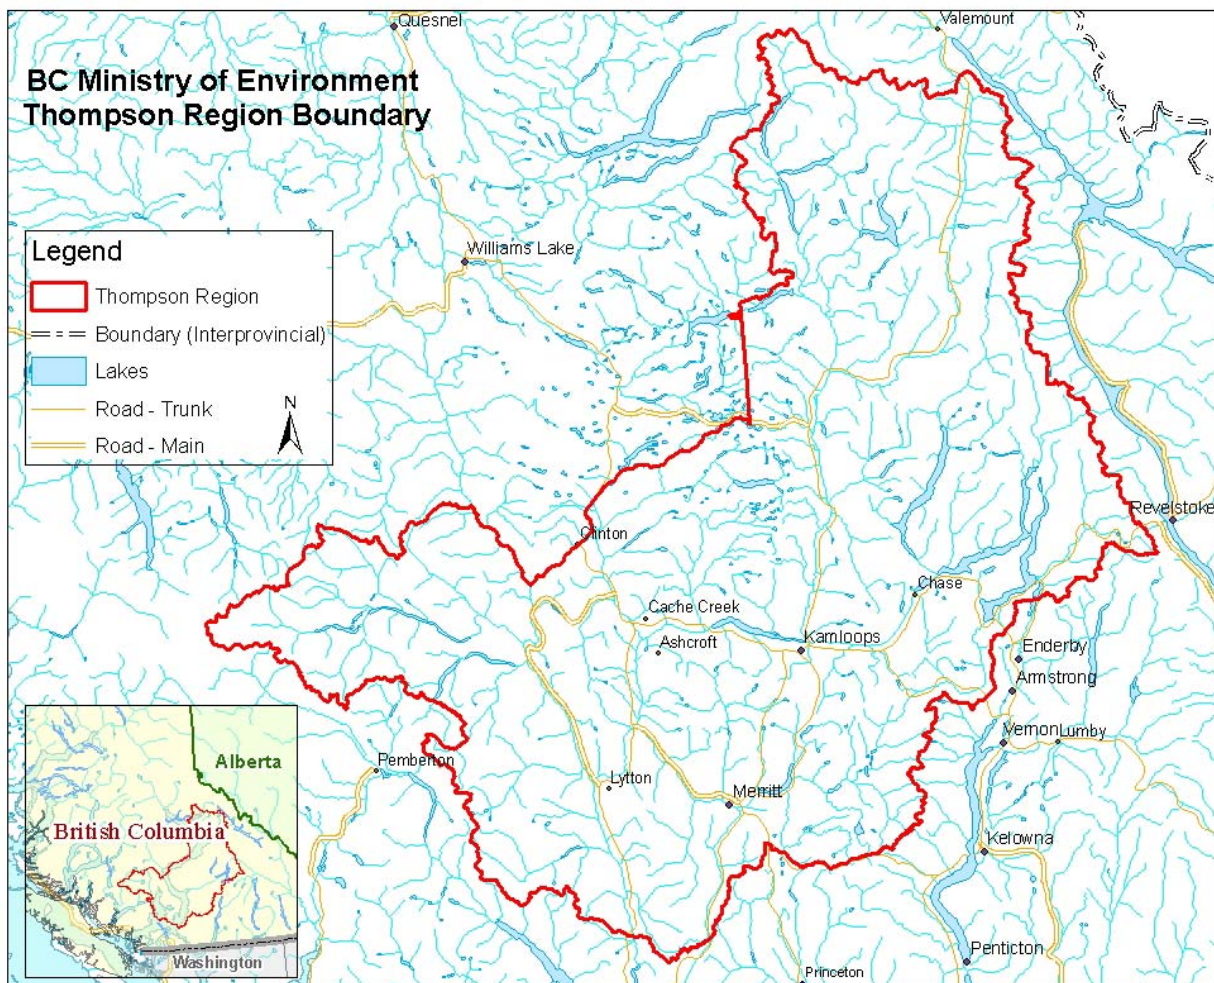 Quesnel
Valemount
BC Ministry of Environment
Thompson Region Boundary
Williams Lake
Legend
Thompson Region
Boundary (Interprovincial)
Lakes
Road - Trunk
Road - Main
N
Revelstoke
Clinton
Chase
Cache Creek
Ashcroft
Kamloops
Enderby
Armstrong
Vernon
Lumby
Pemberton
Lytton
Merritt
Kelowna
Penticton
Princeton
Alberta
British Columbia
Washington